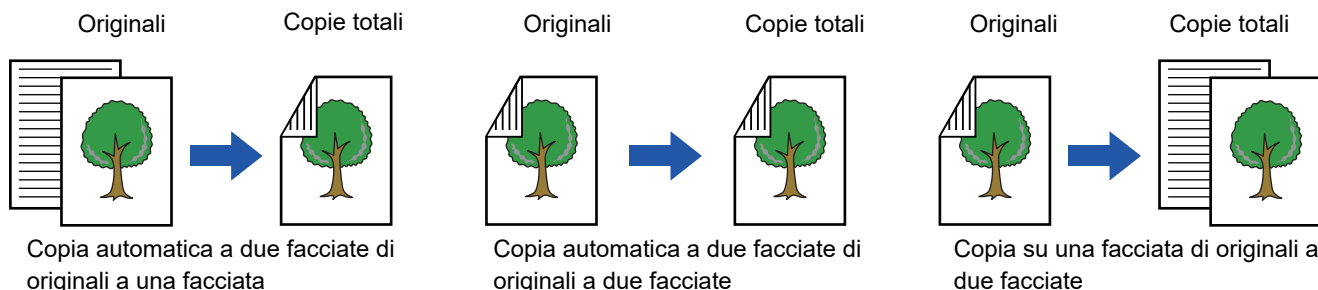 Originali
Copie totali
Originali
Copie totali
Originali
Copie totali
Copia automatica a due facciate di
originali a una facciata
Copia automatica a due facciate di
originali a due facciate
Copia su una facciata di originali a
due facciate